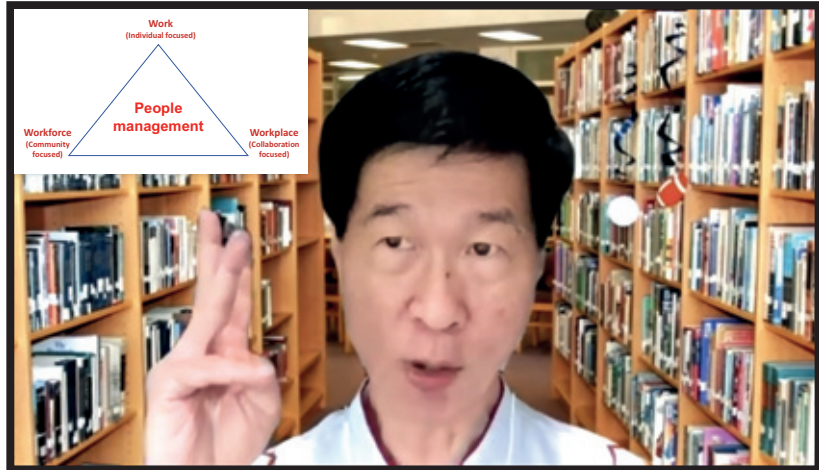 Work
(Individual focused)
People
management
Workforce
(Community
focused)
Workplace
(Collaboration
focused)